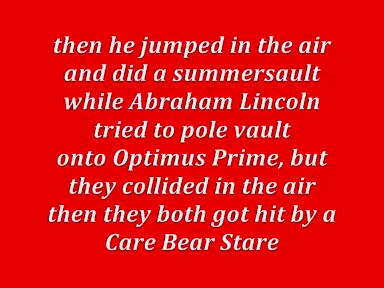 then he jumped in the air
and did a summersault
while Abraham Lincoln
tried to pole vault
onto Optimus Prime, but
they collided in the air
then they both got hit by a
Care Bear Stare